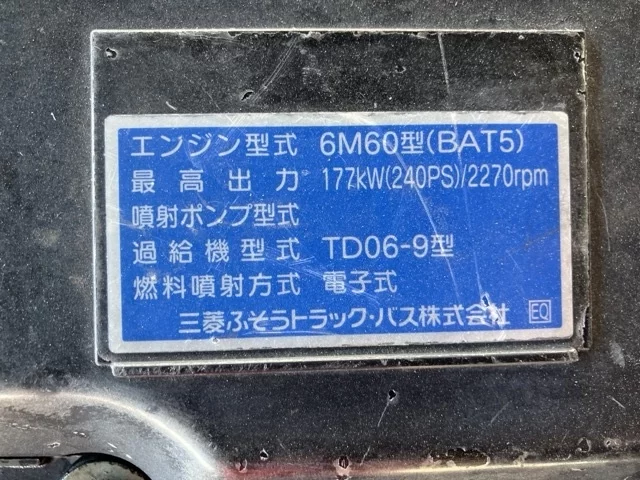 エンジン型式 6M60型(BAT5)
最高出力 177kW(240PS)/2270rpm
噴射ポンプ型式
過給機型式 TD06-9型
燃料噴射方式 電子式
三菱ふそうトラック・バス株式会社 EQ